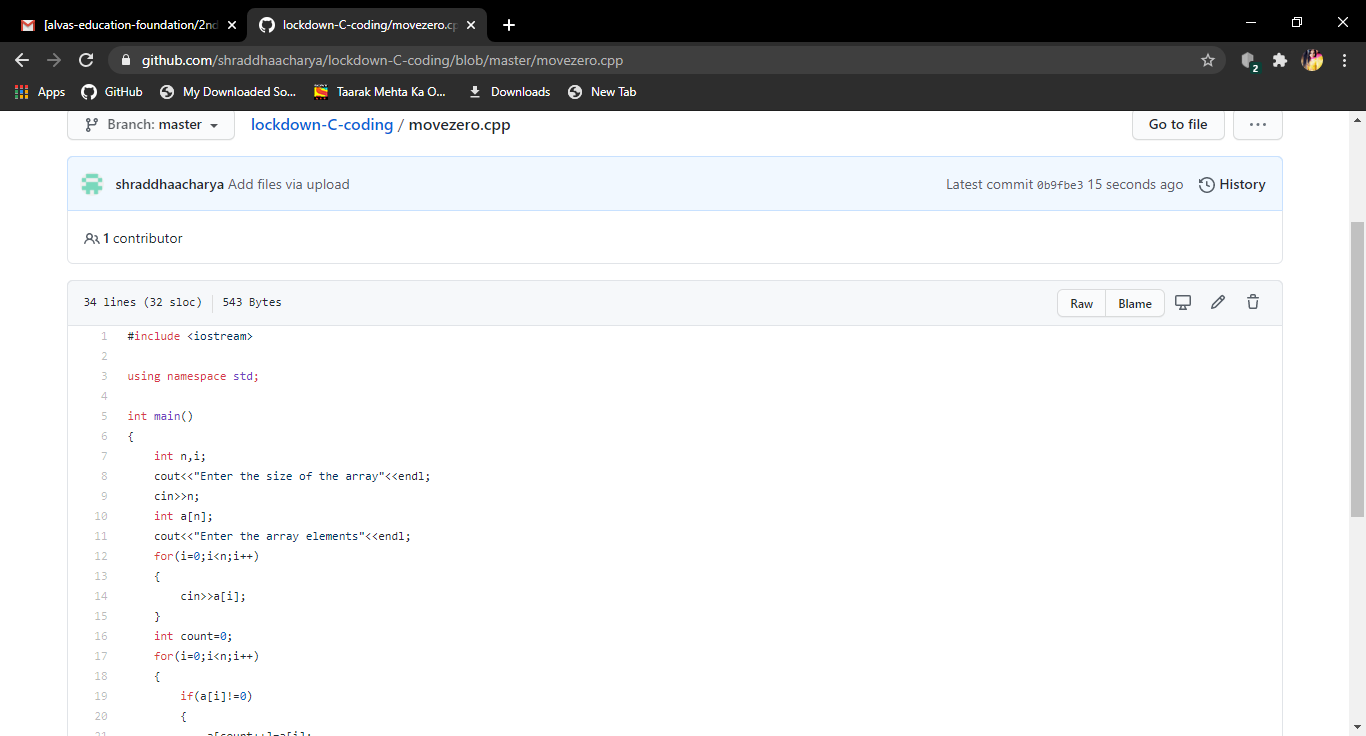 [alvas-education-foundation/2nd
lockdown-C-coding/movezero.cp
github.com/shraddhaacharya/lockdown-C-coding/blob/master/movezero.cpp
2
Apps GitHub My Downloaded So... Taarak Mehta Ka O... Downloads New Tab
Branch: master lockdown-C-coding / movezero.cpp Go to file ...
shraddhaacharya Add files via upload Latest commit 0b9fbe3 15 seconds ago History
1 contributor
34 lines (32 sloc) 543 Bytes Raw Blame
1 #include <iostream>
2
3 using namespace std;
4
5 int main()
6 {
7     int n,i;
8     cout<<"Enter the size of the array"<<endl;
9     cin>>n;
10     int a[n];
11     cout<<"Enter the array elements"<<endl;
12     for(i=0;i<n;i++)
13     {
14         cin>>a[i];
15     }
16     int count=0;
17     for(i=0;i<n;i++)
18     {
19         if(a[i]!=0)
20         {
21             a[count++]=a[i];